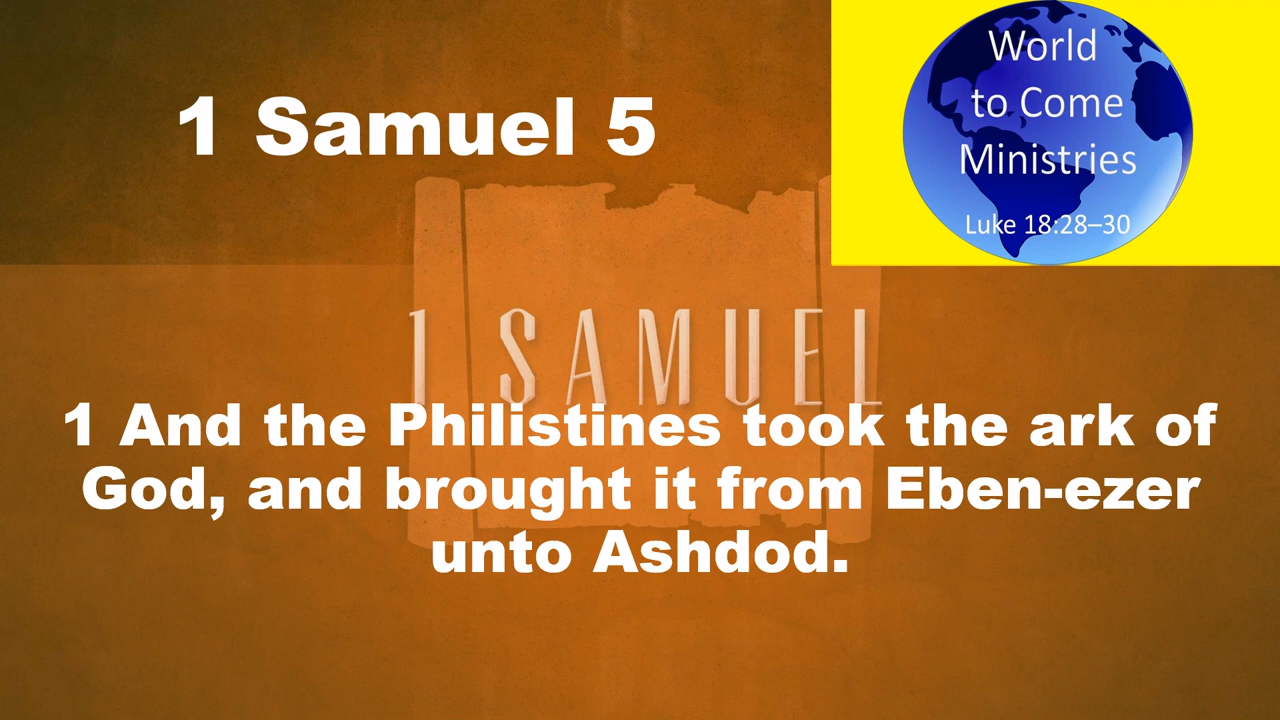 1 Samuel 5
World
to Come
Ministries
Luke 18:28–30
1 SAMUEL
1 And the Philistines took the ark of
God, and brought it from Eben-ezer
unto Ashdod.